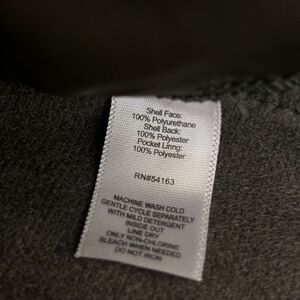 Shell Face:
100% Polyurethane
Shell Back:
100% Polyester
Pocket Linng:
100% Polyester
RN#54163
MACHINE WASH COLD
GENTLE CYCLE SEPARATELY
WITH MILD DETERGENT
INSIDE OUT
LINE DRY
ONLY NON-CHLORINE
BLEACH WHEN NEEDED
DO NOT IRON